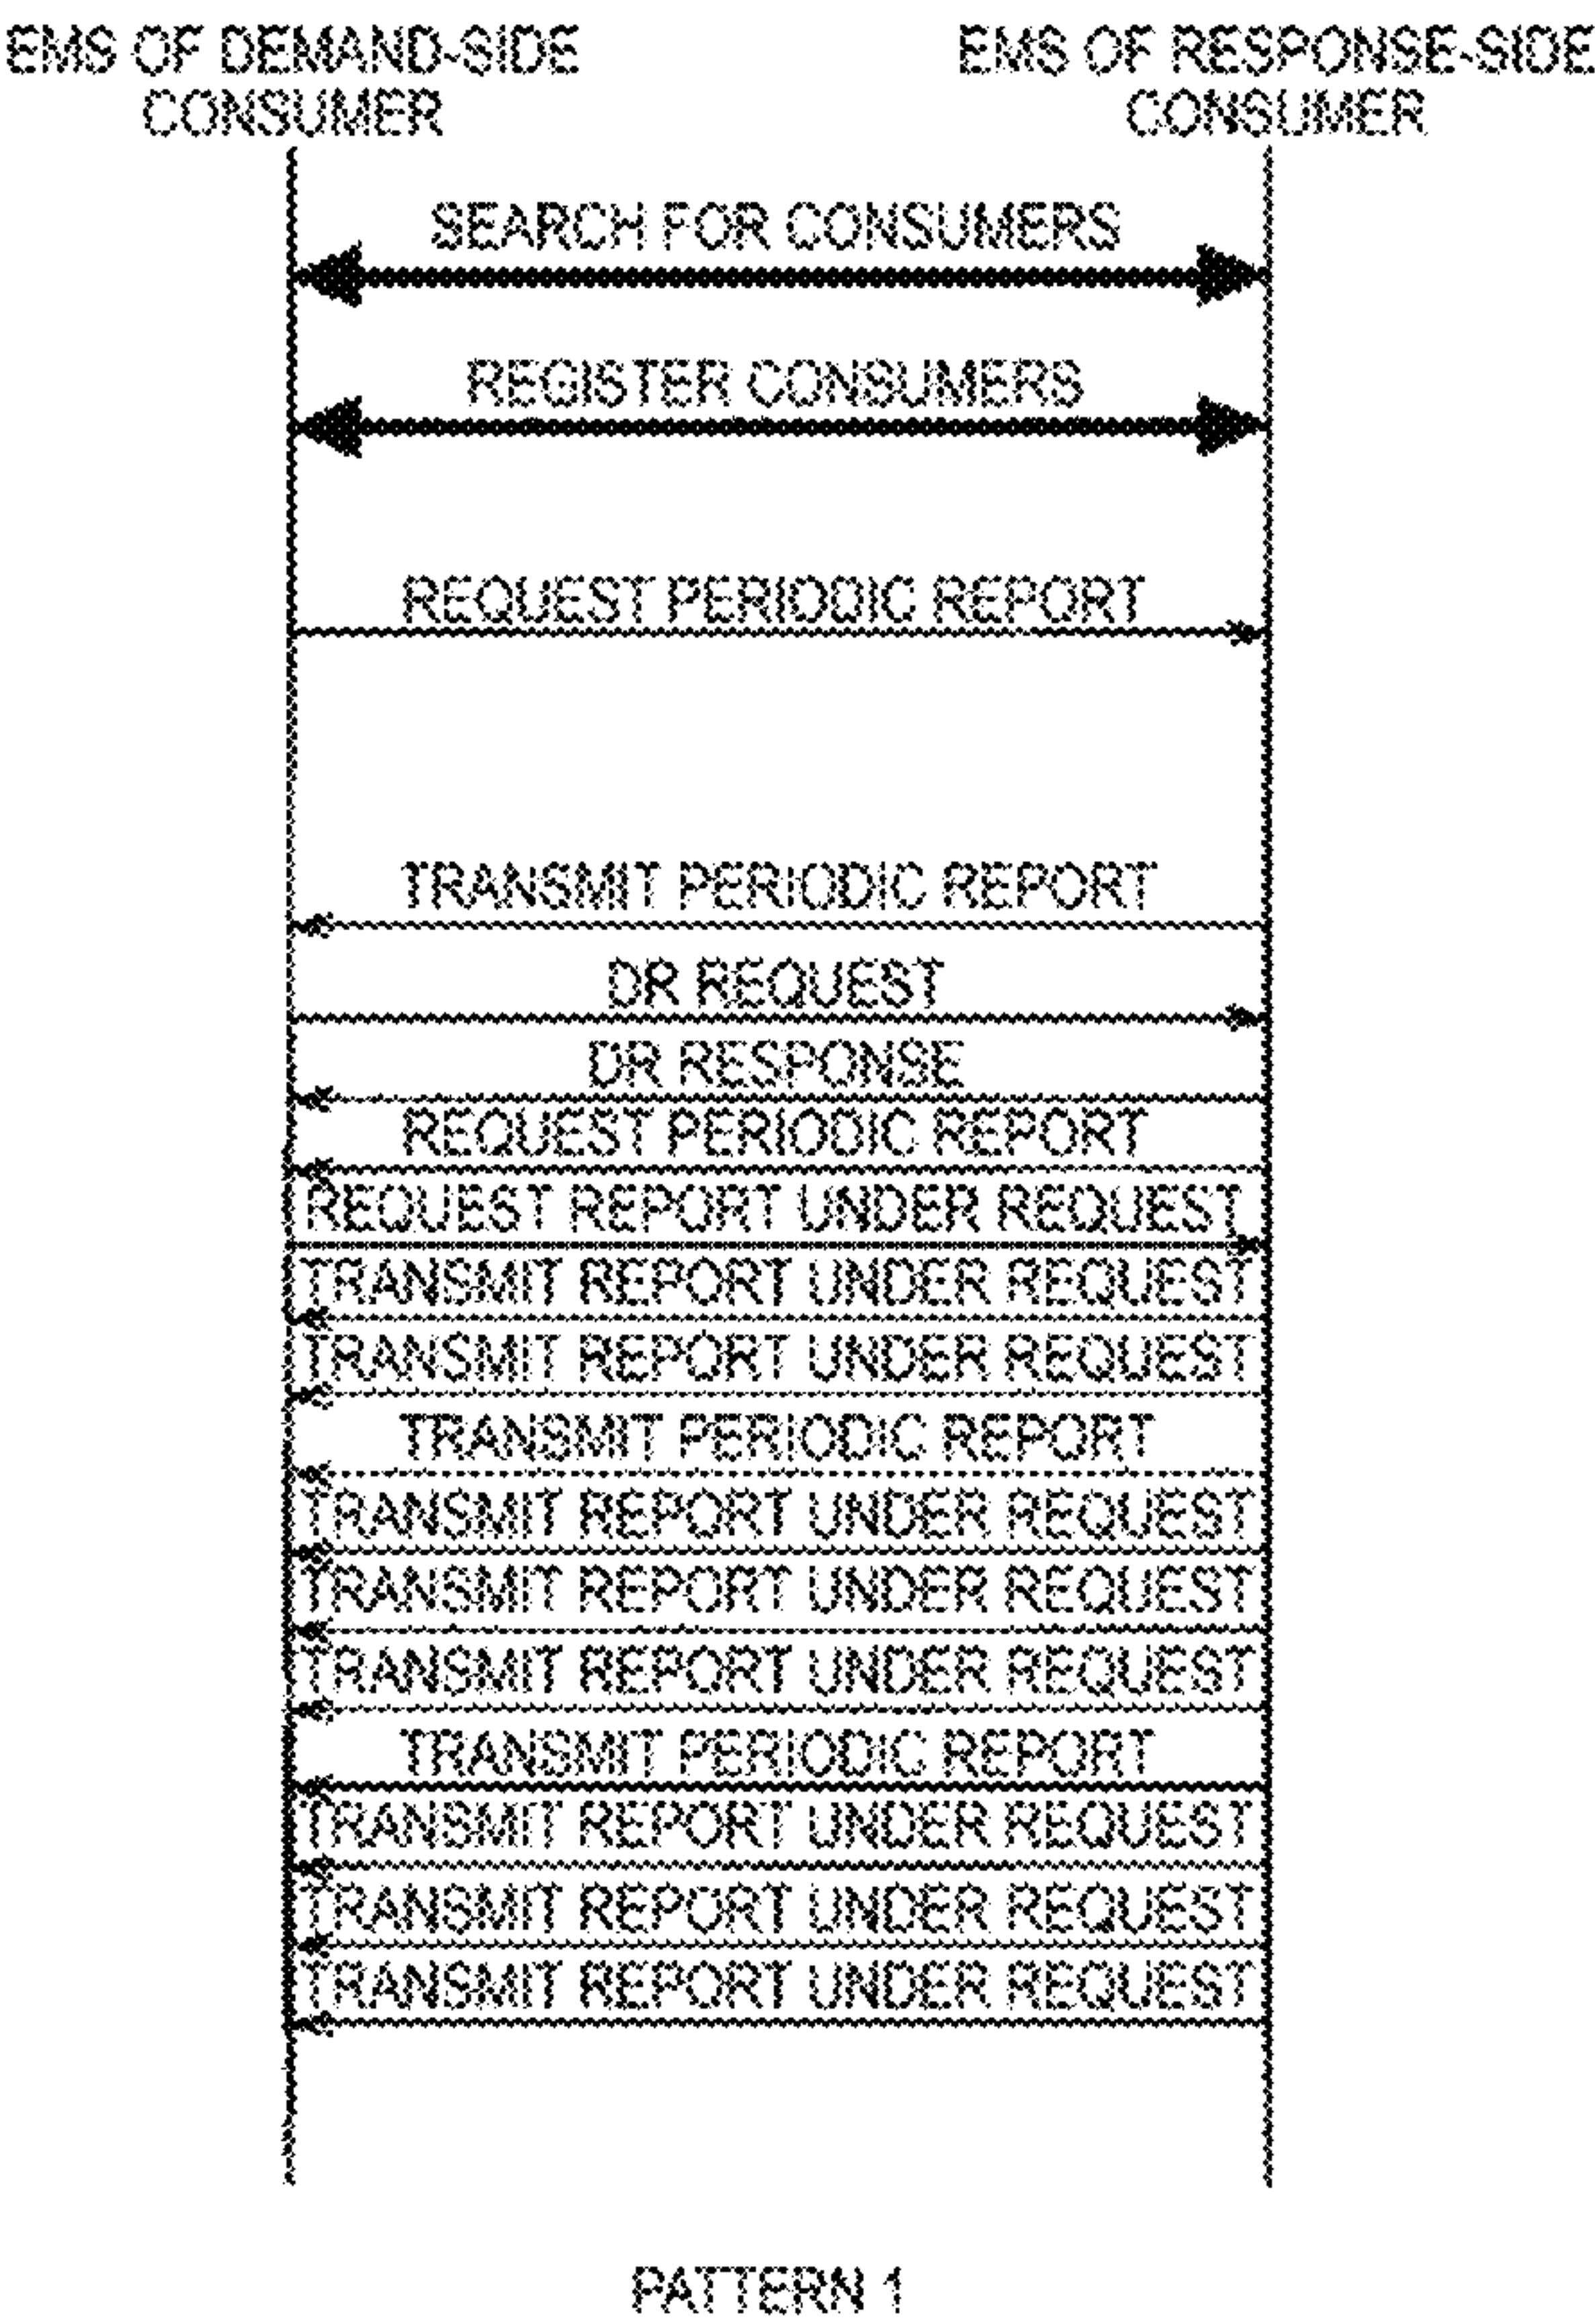 EMS OF DEMAND-SIDE
CONSUMER
EMS OF RESPONSE-SIDE
CONSUMER
SEARCH FOR CONSUMERS
REGISTER CONSUMERS
REQUEST PERIODIC REPORT
TRANSMIT PERIODIC REPORT
DR REQUEST
DR RESPONSE
REQUEST PERIODIC REPORT
REQUEST REPORT UNDER REQUEST
TRANSMIT REPORT UNDER REQUEST
TRANSMIT REPORT UNDER REQUEST
TRANSMIT PERIODIC REPORT
TRANSMIT REPORT UNDER REQUEST
TRANSMIT REPORT UNDER REQUEST
TRANSMIT REPORT UNDER REQUEST
TRANSMIT PERIODIC REPORT
TRANSMIT REPORT UNDER REQUEST
TRANSMIT REPORT UNDER REQUEST
TRANSMIT REPORT UNDER REQUEST
PATTERN 1